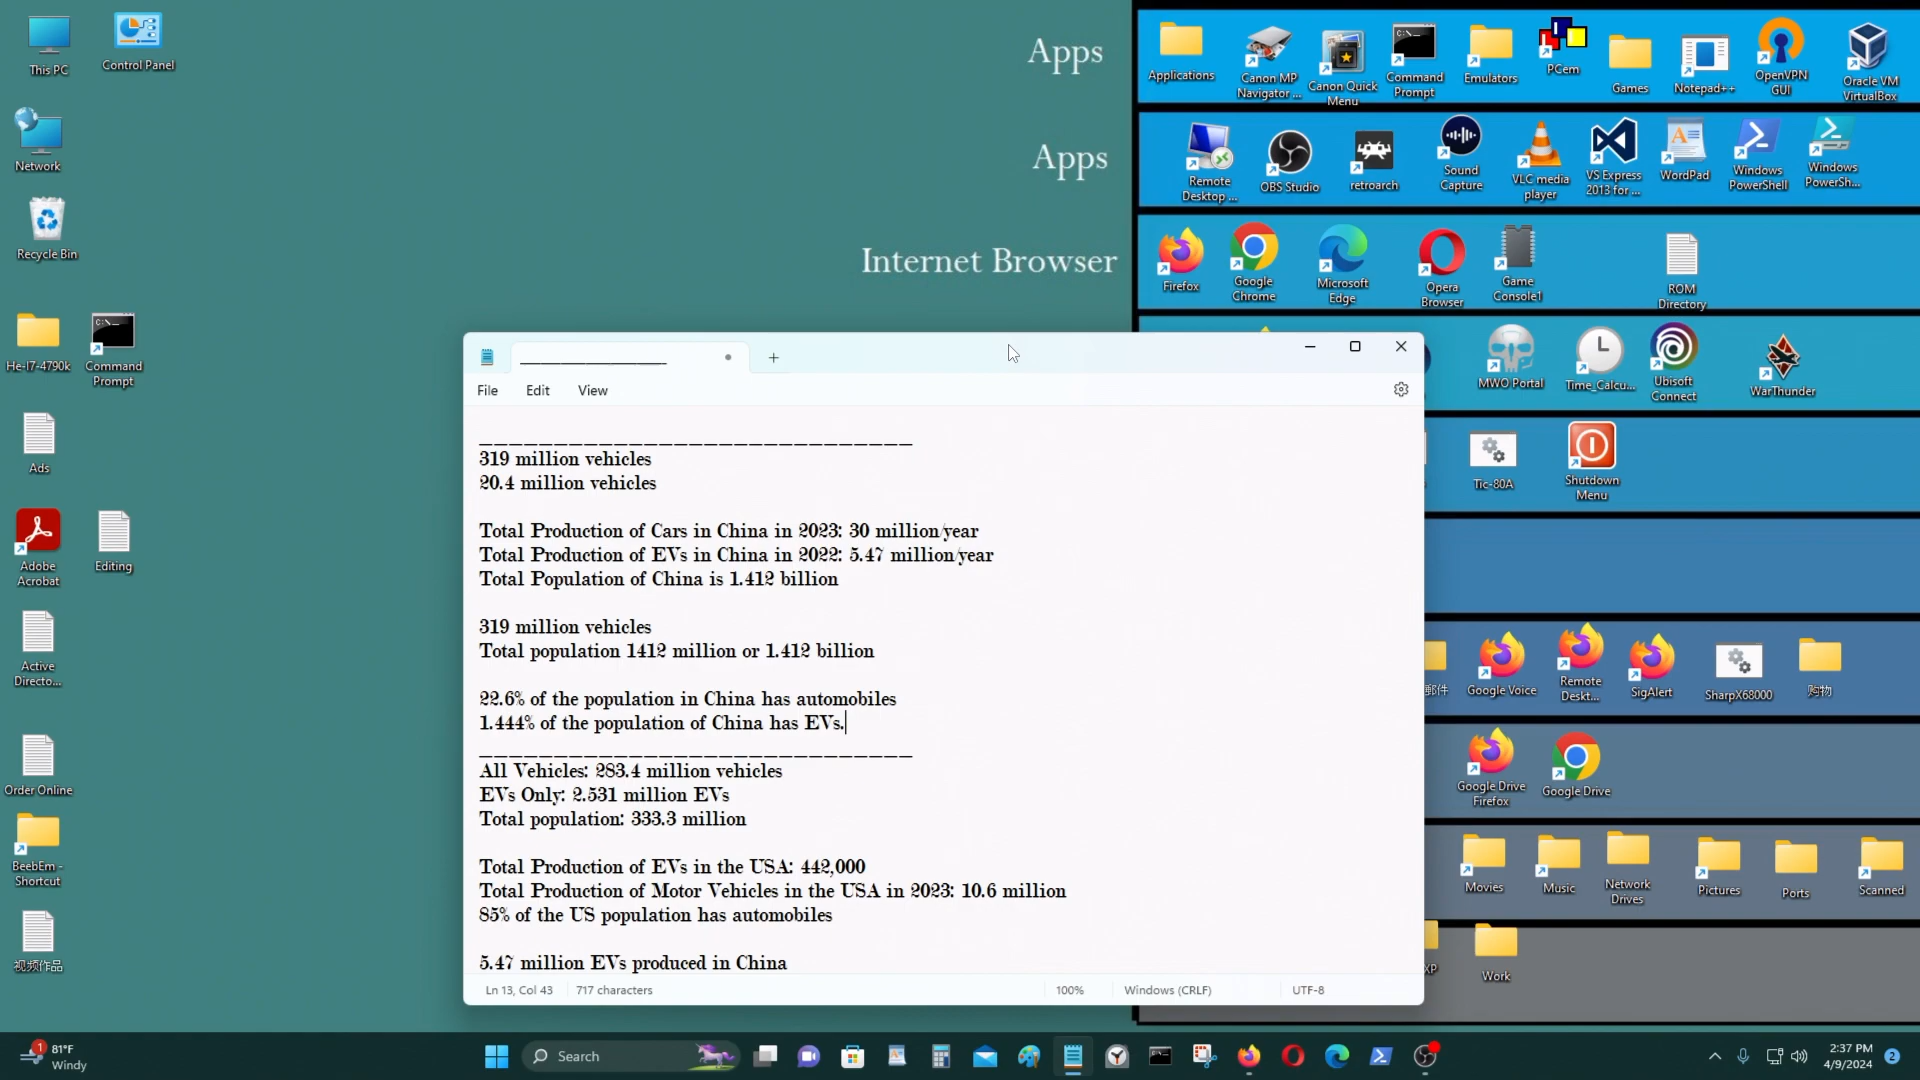 This PC
Control Panel
Network
Recycle Bin
He-I7-4790k
Command
Prompt
Ads
Adobe
Acrobat
Editing
Active
Directo...
Order Online
BeebEm -
Shortcut
视频作品
Apps
Apps
Internet Browser
Applications
Canon MP
Navigator ...
Canon Quick
Menu
Command
Prompt
Emulators
PCem
Games
Notepad++
OpenVPN
GUI
Oracle VM
VirtualBox
Remote
Desktop ...
OBS Studio
retroarch
Sound
Capture
VLC media
player
VS Express
2013 for ...
WordPad
Windows
PowerShell
Windows
PowerSh...
Firefox
Google
Chrome
Microsoft
Edge
Opera
Browser
Game
Console1
ROM
Directory
MWO Portal
Time_Calcu...
Ubisoft
Connect
WarThunder
Tic-80A
Shutdown
Menu
郵件
Google Voice
Remote
Deskt...
SigAlert
SharpX68000
购物
Google Drive
Firefox
Google Drive
Movies
Music
Network
Drives
Pictures
Ports
Scanned
XP
Work
File Edit View
_____________________________
319 million vehicles
20.4 million vehicles
Total Production of Cars in China in 2023: 30 million/year
Total Production of EVs in China in 2022: 5.47 million/year
Total Population of China is 1.412 billion
319 million vehicles
Total population 1412 million or 1.412 billion
22.6% of the population in China has automobiles
1.444% of the population of China has EVs.
_____________________________
All Vehicles: 283.4 million vehicles
EVs Only: 2.531 million EVs
Total population: 333.3 million
Total Production of EVs in the USA: 442,000
Total Production of Motor Vehicles in the USA in 2023: 10.6 million
85% of the US population has automobiles
5.47 million EVs produced in China
Ln 13, Col 43 717 characters 100% Windows (CRLF) UTF-8
1
81°F
Windy
Search
2:37 PM
4/9/2024
2